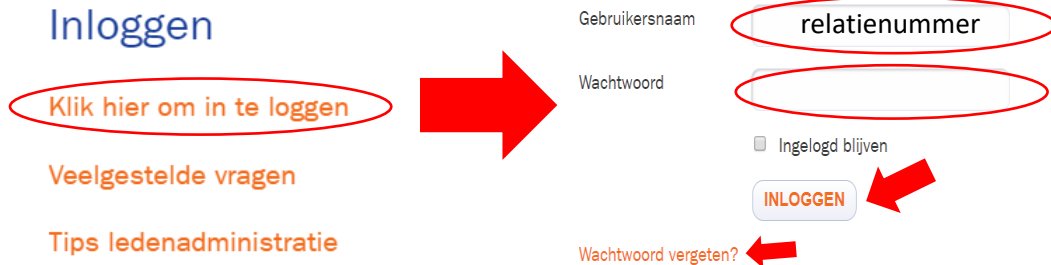 Inloggen
Klik hier om in te loggen
Veelgestelde vragen
Tips ledenadministratie
Gebruikersnaam
relatienummer
Wachtwoord
Ingelogd blijven
INLOGGEN
Wachtwoord vergeten?